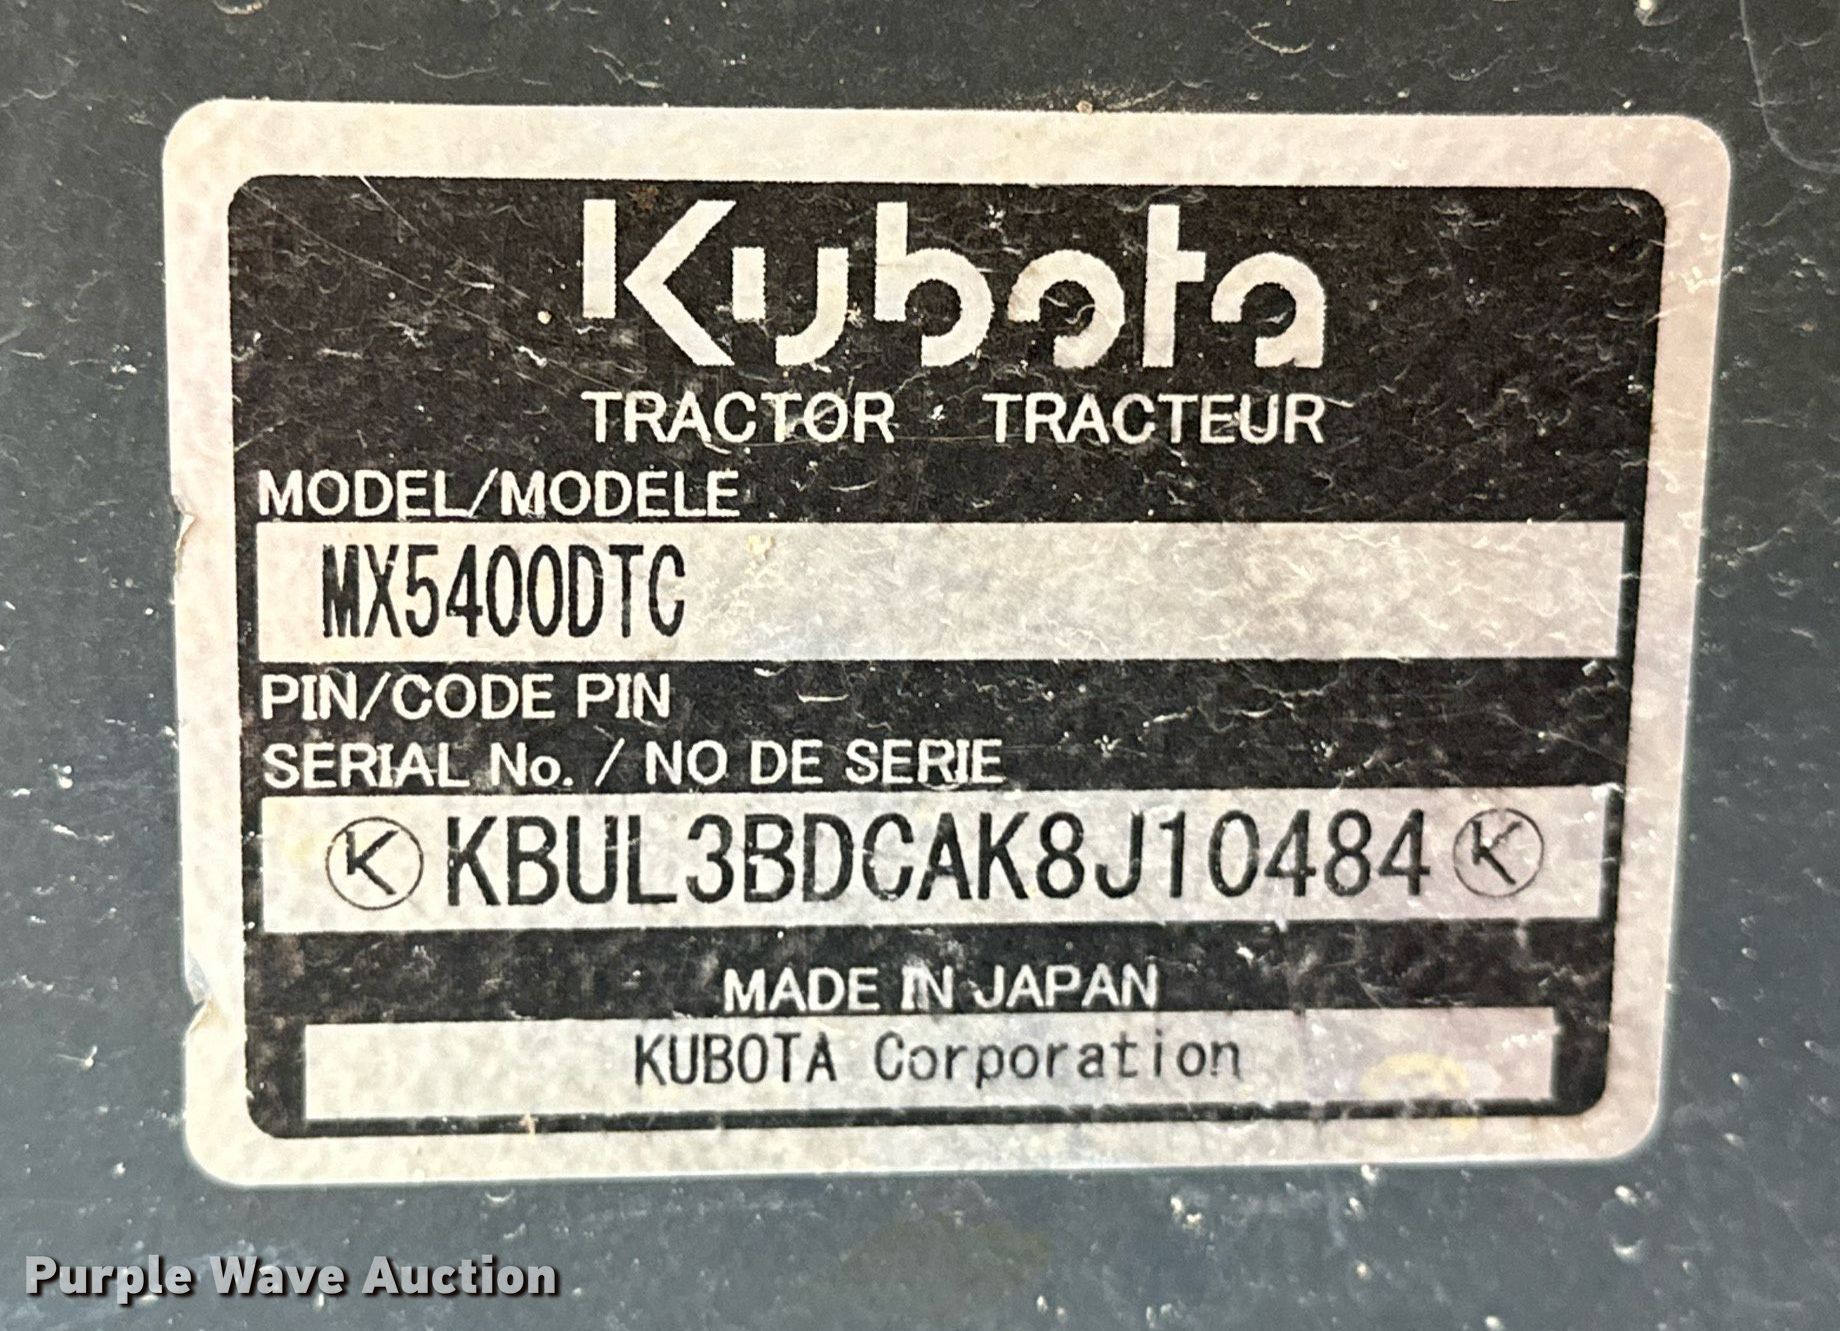 Kubota
TRACTOR · TRACTEUR
MODEL/MODELE
MX5400DTC
PIN/CODE PIN
SERIAL No. / NO DE SERIE
K KBUL3BDCAK8J10484 K
MADE IN JAPAN
KUBOTA Corporation
Purple Wave Auction